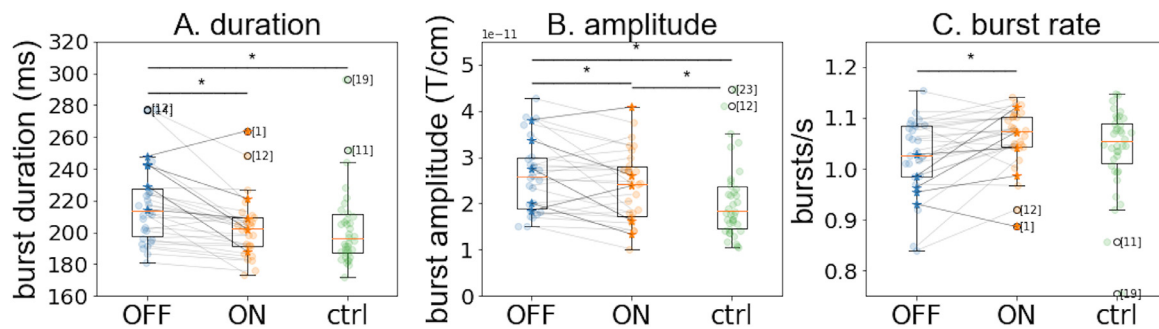 A. duration
burst duration (ms)
320
300
280
260
240
220
200
180
160
*
*
[1]
[12]
[19]
[11]
OFF
ON
ctrl
B. amplitude
1e−11
burst amplitude (T/cm)
5
4
3
2
1
0
*
*
*
[23]
[12]
OFF
ON
ctrl
C. burst rate
bursts/s
1.2
1.1
1.0
0.9
0.8
*
[12]
[1]
[11]
[19]
OFF
ON
ctrl